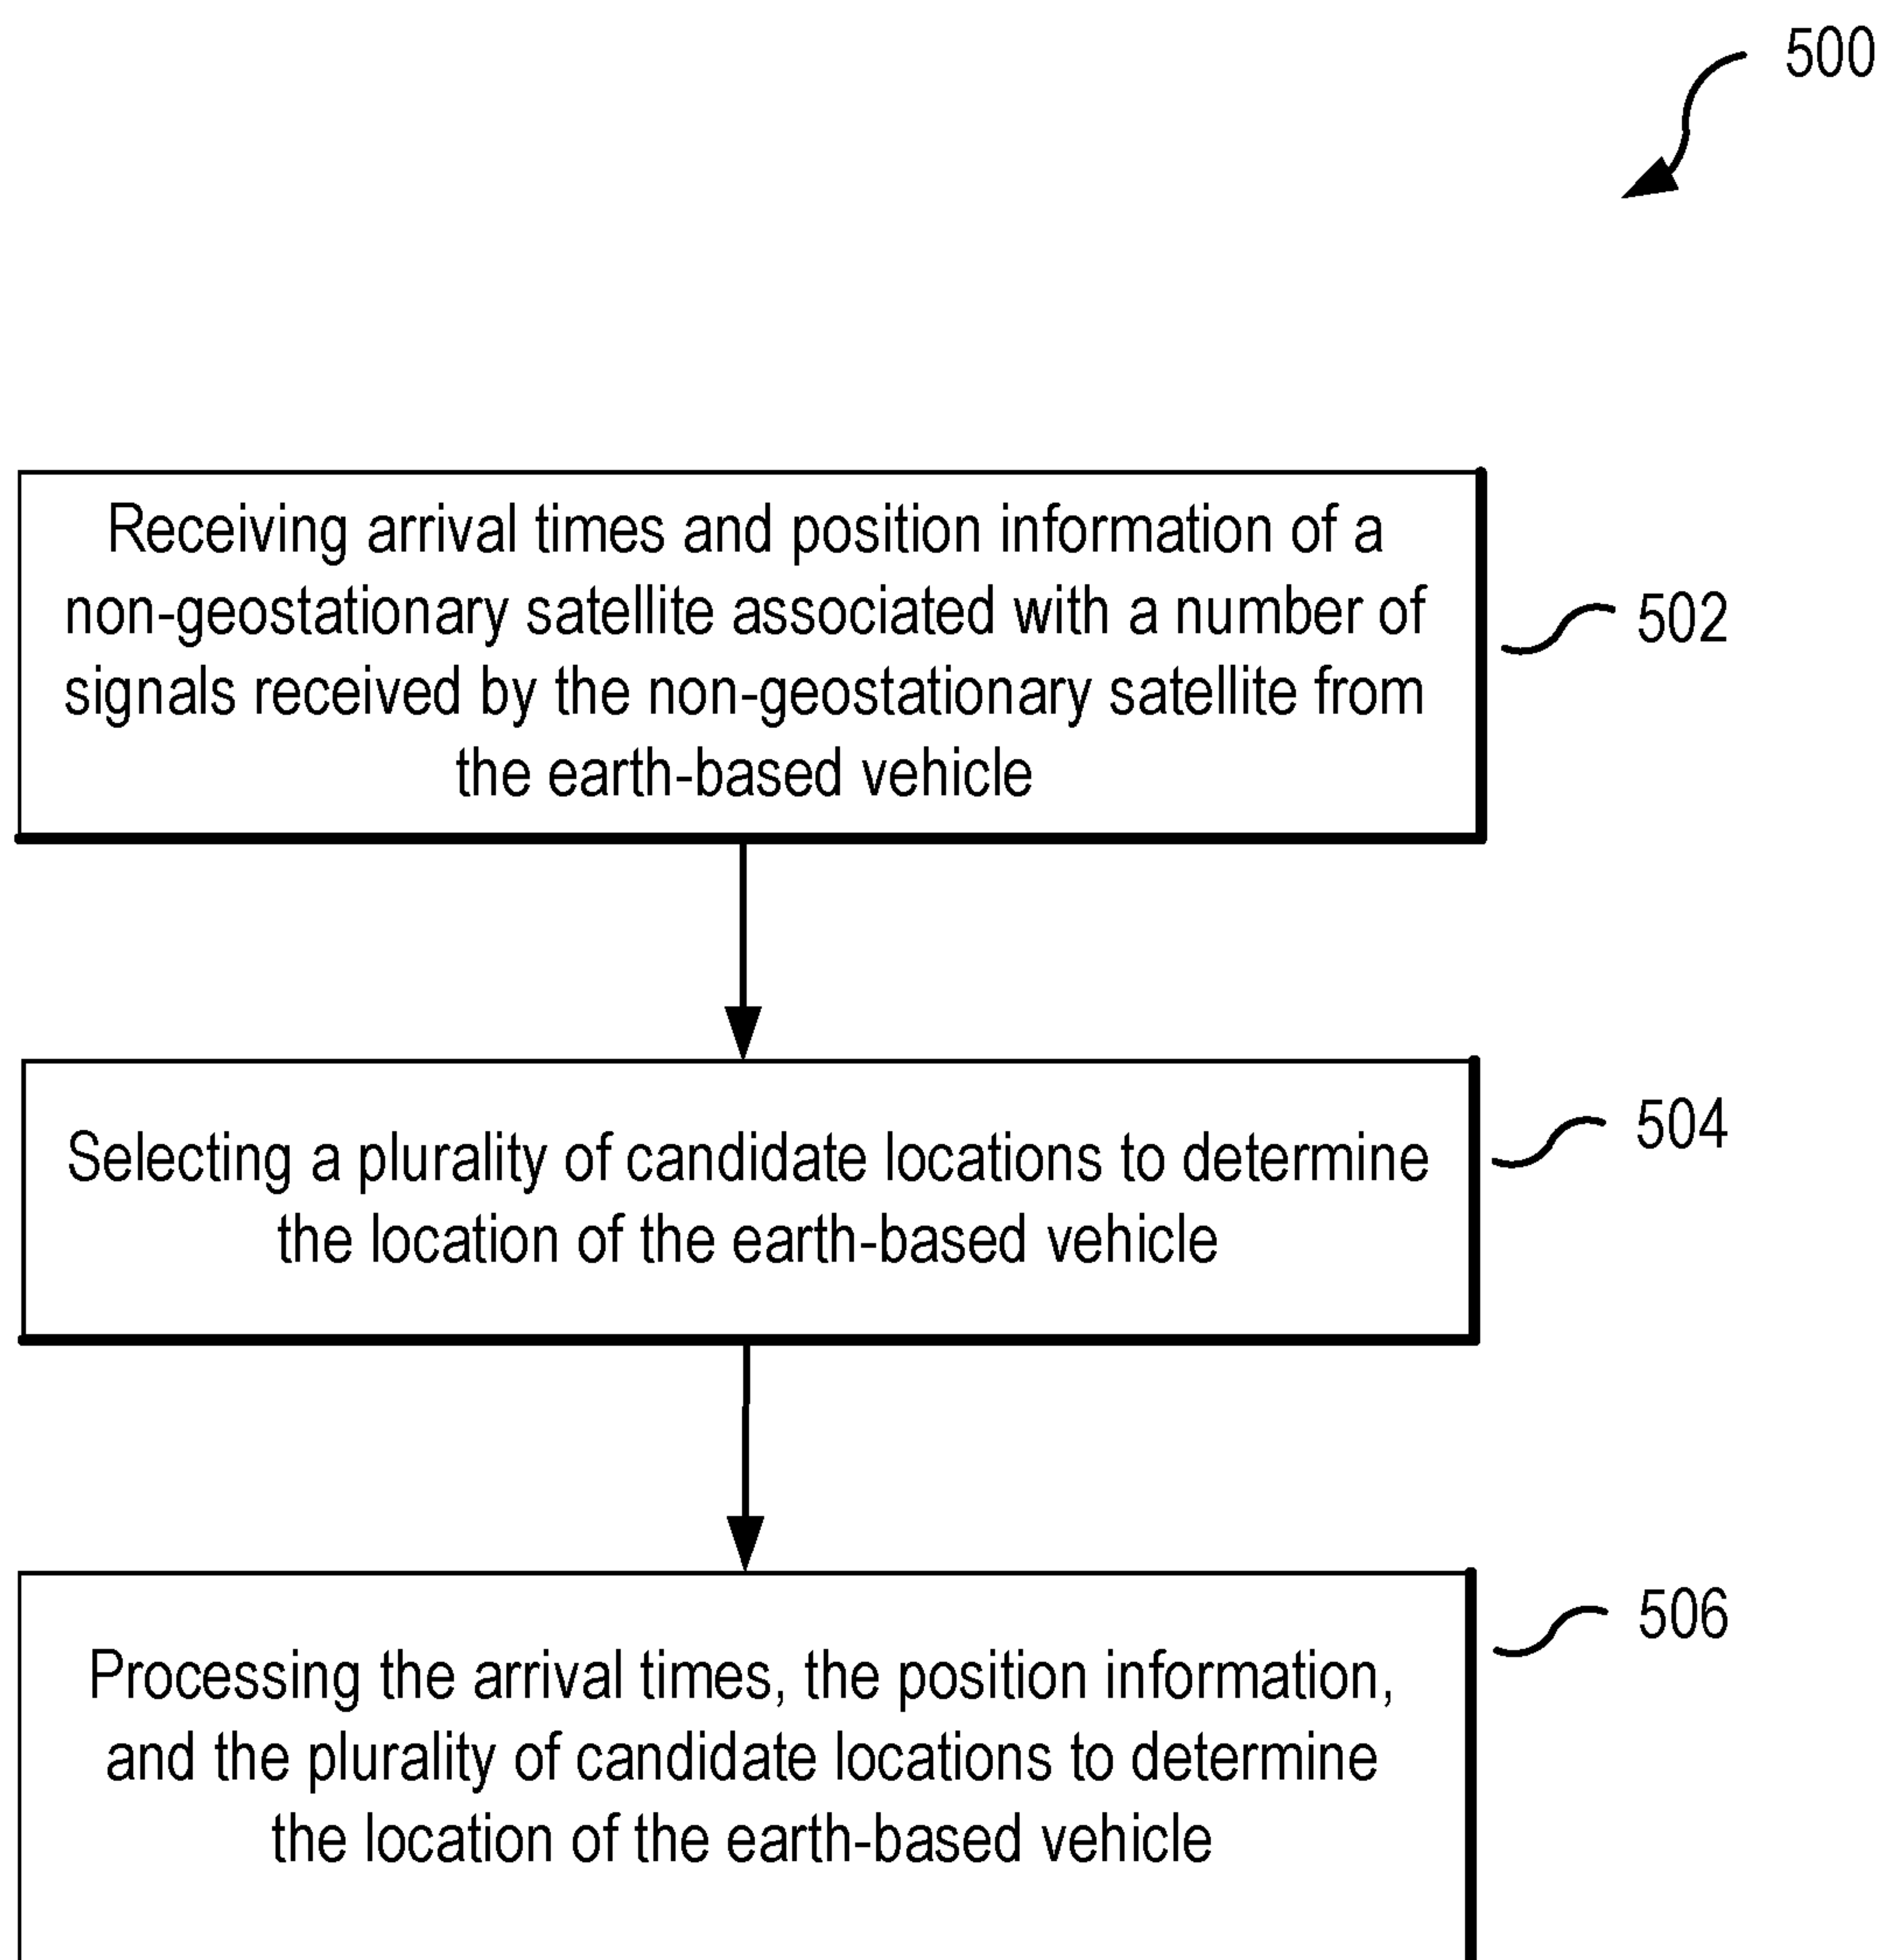 500
Receiving arrival times and position information of a
non-geostationary satellite associated with a number of
signals received by the non-geostationary satellite from
the earth-based vehicle
502
Selecting a plurality of candidate locations to determine
the location of the earth-based vehicle
504
Processing the arrival times, the position information,
and the plurality of candidate locations to determine
the location of the earth-based vehicle
506